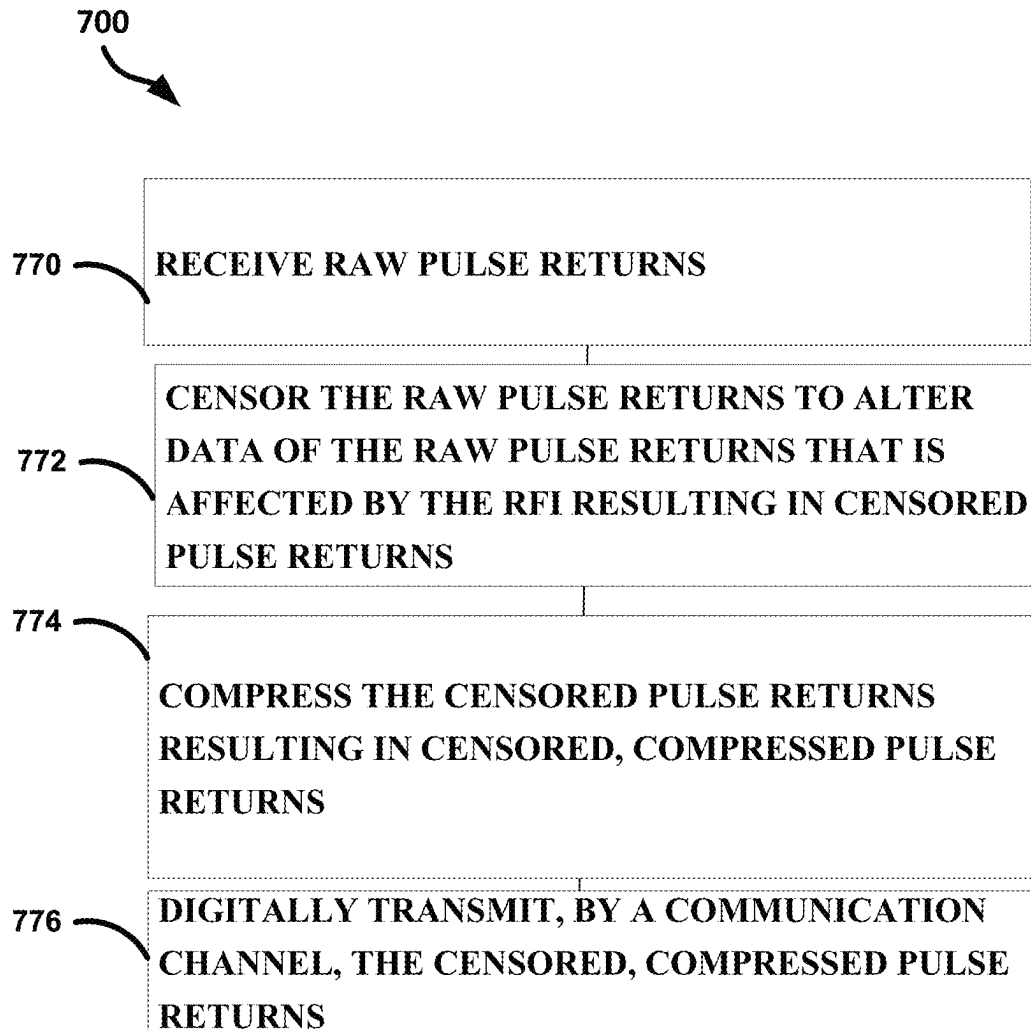 700
770
RECEIVE RAW PULSE RETURNS
772
CENSOR THE RAW PULSE RETURNS TO ALTER
DATA OF THE RAW PULSE RETURNS THAT IS
AFFECTED BY THE RFI RESULTING IN CENSORED
PULSE RETURNS
774
COMPRESS THE CENSORED PULSE RETURNS
RESULTING IN CENSORED, COMPRESSED PULSE
RETURNS
776
DIGITALLY TRANSMIT, BY A COMMUNICATION
CHANNEL, THE CENSORED, COMPRESSED PULSE
RETURNS